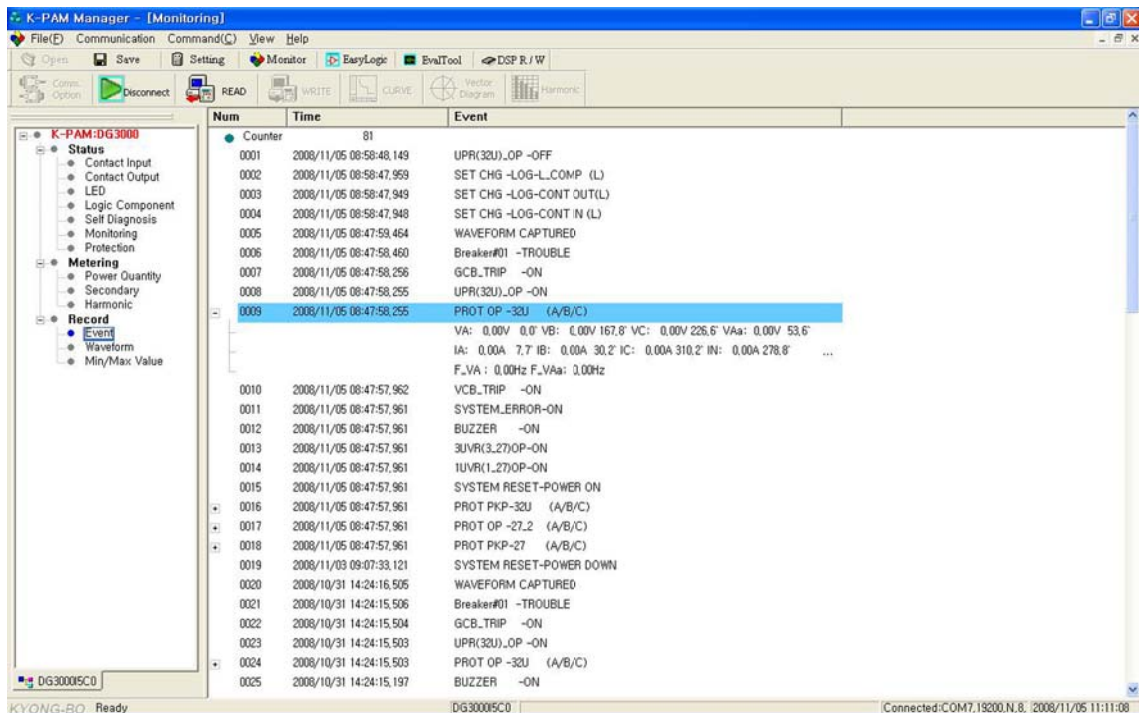 K-PAM Manager - [Monitoring]
File(F) Communication Command(C) View Help
Open Save Setting Monitor EasyLogic EvalTool DSP R / W
Comm. Option Disconnect READ WRITE CURVE Vector Diagram Harmonic
K-PAM:DG3000
Status
Contact Input
Contact Output
LED
Logic Component
Self Diagnosis
Monitoring
Protection
Metering
Power Quantity
Secondary
Harmonic
Record
Event
Waveform
Min/Max Value
DG3000I5C0
Num Time Event
Counter 81
0001 2008/11/05 08:58:48,149 UPR(32U)_OP -OFF
0002 2008/11/05 08:58:47,959 SET CHG -LOG-L_COMP (L)
0003 2008/11/05 08:58:47,949 SET CHG -LOG-CONT OUT(L)
0004 2008/11/05 08:58:47,948 SET CHG -LOG-CONT IN (L)
0005 2008/11/05 08:47:59,464 WAVEFORM CAPTURED
0006 2008/11/05 08:47:58,460 Breaker#01 -TROUBLE
0007 2008/11/05 08:47:58,256 GCB_TRIP -ON
0008 2008/11/05 08:47:58,255 UPR(32U)_OP -ON
0009 2008/11/05 08:47:58,255 PROT OP -32U (A/B/C)
VA: 0,00V 0,0˚ VB: 0,00V 167,8˚ VC: 0,00V 226,6˚ VAa: 0,00V 53,6˚
IA: 0,00A 7,7˚ IB: 0,00A 30,2˚ IC: 0,00A 310,2˚ IN: 0,00A 278,8˚ ...
F_VA : 0,00Hz F_VAa: 0,00Hz
0010 2008/11/05 08:47:57,962 VCB_TRIP -ON
0011 2008/11/05 08:47:57,961 SYSTEM_ERROR-ON
0012 2008/11/05 08:47:57,961 BUZZER -ON
0013 2008/11/05 08:47:57,961 3UVR(3_27)OP-ON
0014 2008/11/05 08:47:57,961 1UVR(1_27)OP-ON
0015 2008/11/05 08:47:57,961 SYSTEM RESET-POWER ON
0016 2008/11/05 08:47:57,961 PROT PKP-32U (A/B/C)
0017 2008/11/05 08:47:57,961 PROT OP -27_2 (A/B/C)
0018 2008/11/05 08:47:57,961 PROT PKP-27 (A/B/C)
0019 2008/11/03 09:07:33,121 SYSTEM RESET-POWER DOWN
0020 2008/10/31 14:24:16,505 WAVEFORM CAPTURED
0021 2008/10/31 14:24:15,506 Breaker#01 -TROUBLE
0022 2008/10/31 14:24:15,504 GCB_TRIP -ON
0023 2008/10/31 14:24:15,503 UPR(32U)_OP -ON
0024 2008/10/31 14:24:15,503 PROT OP -32U (A/B/C)
0025 2008/10/31 14:24:15,197 BUZZER -ON
KYONG-BO Ready DG3000I5C0 Connected:COM7,19200,N,8, 2008/11/05 11:11:08